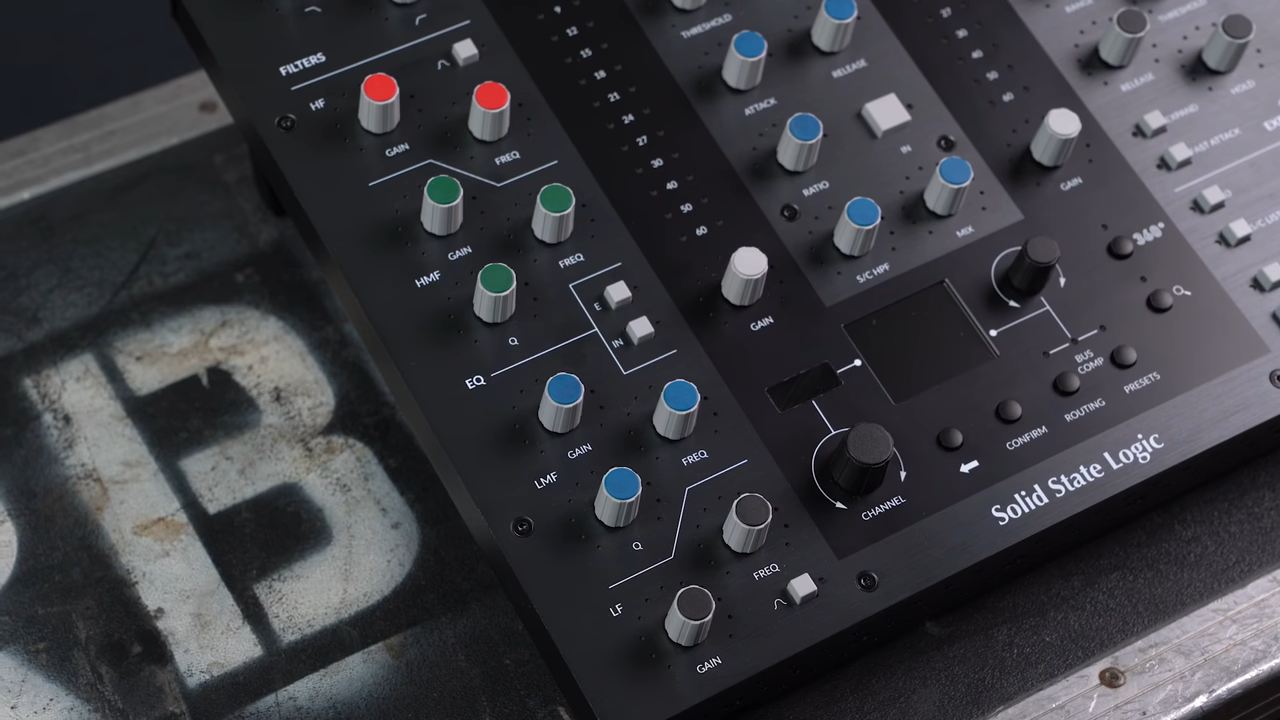 FILTERS
HF
GAIN
FREQ
GAIN
FREQ
HMF
Q
E
IN
EQ
GAIN
FREQ
LMF
Q
FREQ
LF
GAIN
9
12
15
18
21
24
27
30
40
50
60
GAIN
THRESHOLD
RELEASE
ATTACK
IN
RATIO
MIX
S/C HPF
27
30
40
50
60
GAIN
THRESHOLD
RELEASE
HOLD
EXPAND
FAST ATTACK
360°
BUS
COMP
PRESETS
ROUTING
CONFIRM
CHANNEL
Solid State Logic
B